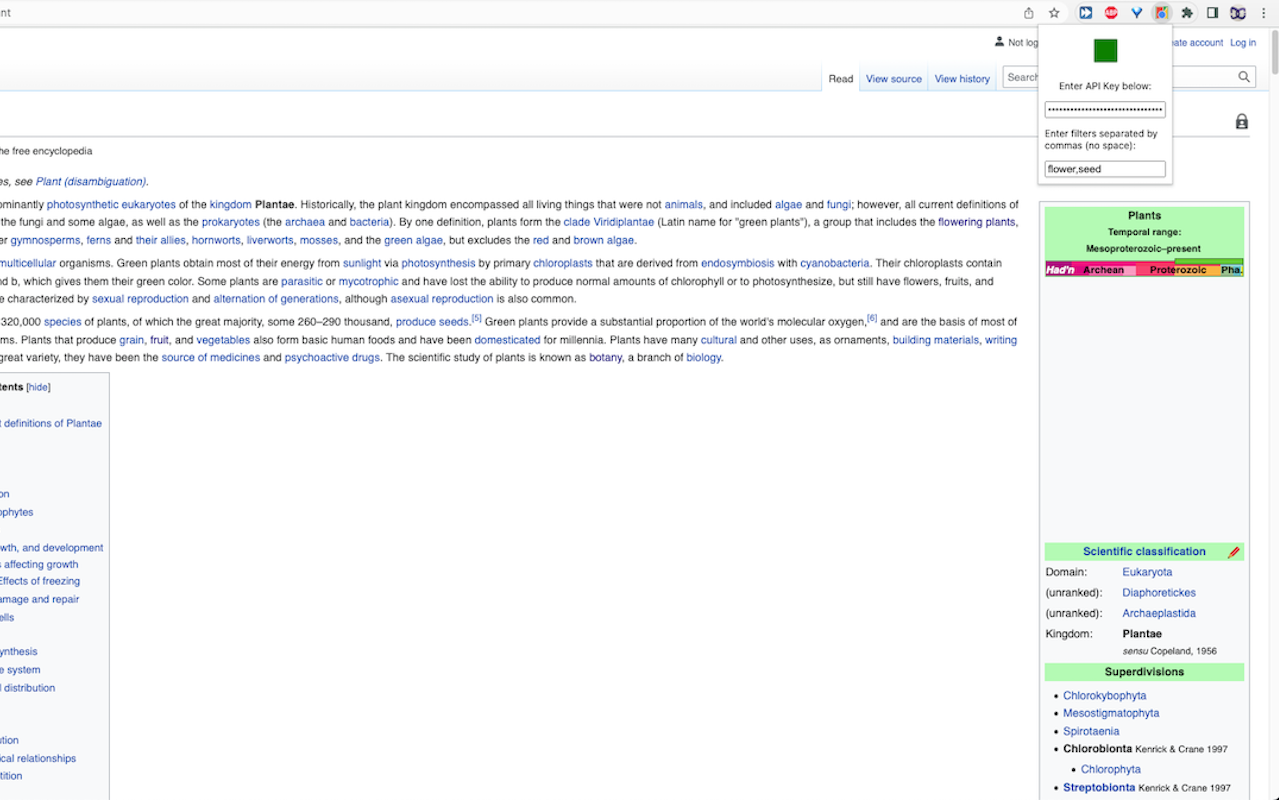 nt
ABP
Not log
ate account Log in
Read View source View history Search
Enter API Key below:
••••••••••••••••••••••••••••••
Enter filters separated by
commas (no space):
flower,seed
he free encyclopedia
es, see Plant (disambiguation).
ominantly photosynthetic eukaryotes of the kingdom Plantae. Historically, the plant kingdom encompassed all living things that were not animals, and included algae and fungi; however, all current definitions of
the fungi and some algae, as well as the prokaryotes (the archaea and bacteria). By one definition, plants form the clade Viridiplantae (Latin name for "green plants"), a group that includes the flowering plants,
er gymnosperms, ferns and their allies, hornworts, liverworts, mosses, and the green algae, but excludes the red and brown algae.
multicellular organisms. Green plants obtain most of their energy from sunlight via photosynthesis by primary chloroplasts that are derived from endosymbiosis with cyanobacteria. Their chloroplasts contain
nd b, which gives them their green color. Some plants are parasitic or mycotrophic and have lost the ability to produce normal amounts of chlorophyll or to photosynthesize, but still have flowers, fruits, and
e characterized by sexual reproduction and alternation of generations, although asexual reproduction is also common.
320,000 species of plants, of which the great majority, some 260–290 thousand, produce seeds.[5] Green plants provide a substantial proportion of the world's molecular oxygen,[6] and are the basis of most of
ms. Plants that produce grain, fruit, and vegetables also form basic human foods and have been domesticated for millennia. Plants have many cultural and other uses, as ornaments, building materials, writing
great variety, they have been the source of medicines and psychoactive drugs. The scientific study of plants is known as botany, a branch of biology.
tents [hide]
t definitions of Plantae
on
ophytes
wth, and development
s affecting growth
Effects of freezing
amage and repair
ells
ynthesis
e system
d distribution
ution
ical relationships
tition
Plants
Temporal range:
Mesoproterozoic–present
Had'n Archean Proterozoic Pha.
Scientific classification
Domain: Eukaryota
(unranked): Diaphoretickes
(unranked): Archaeplastida
Kingdom: Plantae
sensu Copeland, 1956
Superdivisions
• Chlorokybophyta
• Mesostigmatophyta
• Spirotaenia
• Chlorobionta Kenrick & Crane 1997
• Chlorophyta
• Streptobionta Kenrick & Crane 1997